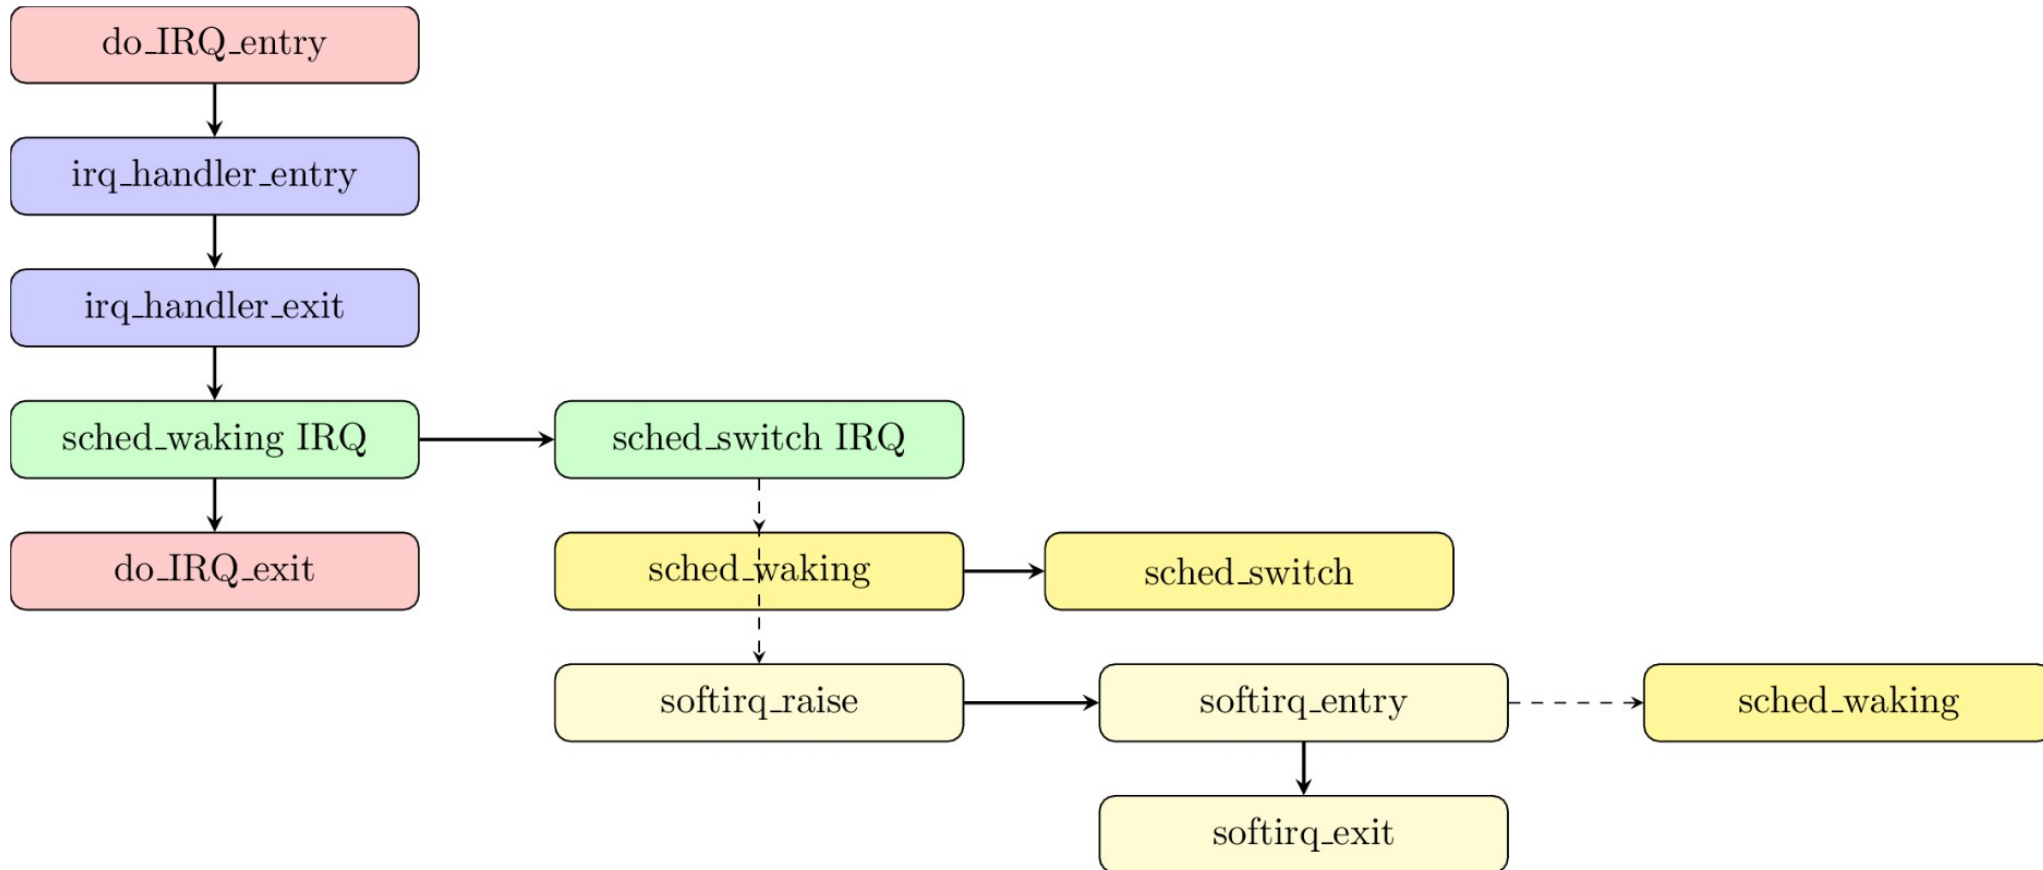 do_IRQ_entry
irq_handler_entry
irq_handler_exit
sched_waking IRQ
sched_switch IRQ
do_IRQ_exit
sched_waking
sched_switch
softirq_raise
softirq_entry
sched_waking
softirq_exit